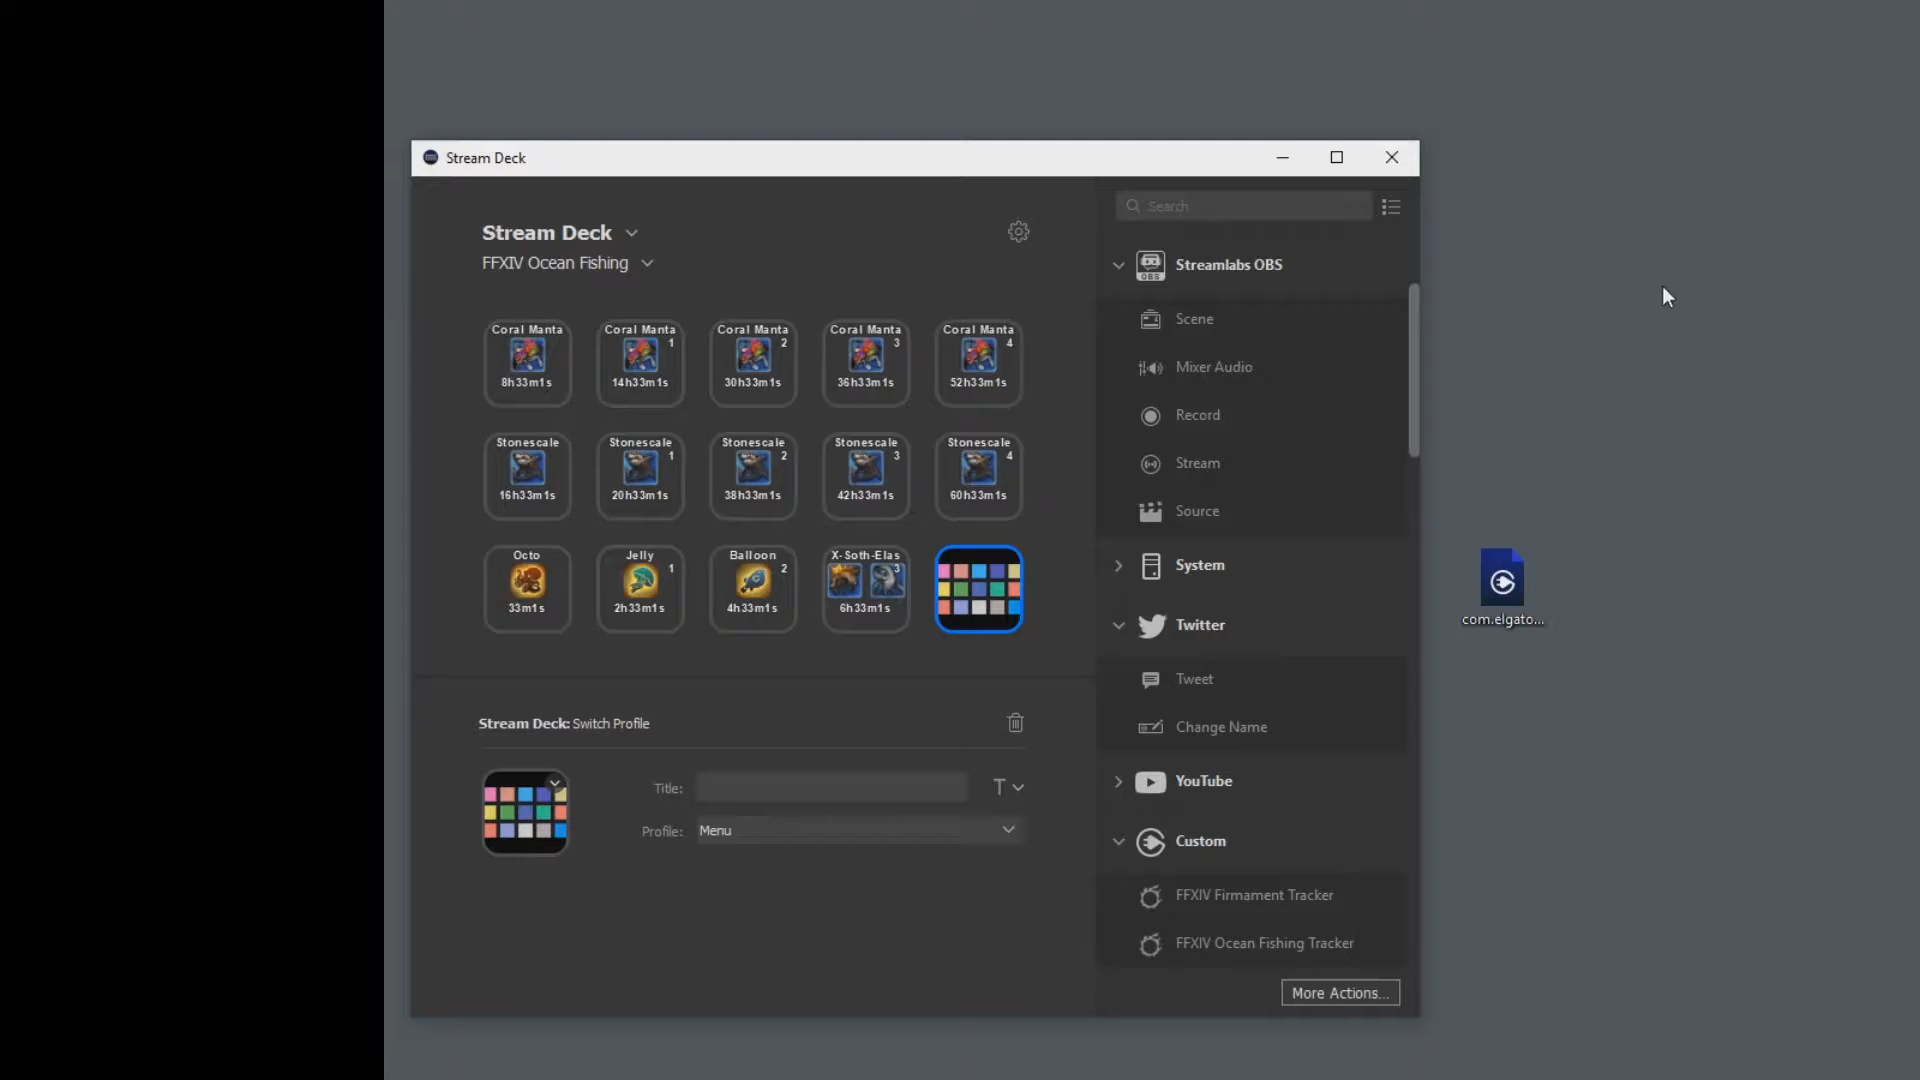 Stream Deck
Search
Stream Deck
FFXIV Ocean Fishing
Streamlabs OBS
OBS
Scene
Mixer Audio
Record
Stream
Source
System
Twitter
Tweet
Change Name
YouTube
Custom
FFXIV Firmament Tracker
FFXIV Ocean Fishing Tracker
More Actions...
Coral Manta
8h33m1s
Coral Manta
1
14h33m1s
Coral Manta
2
30h33m1s
Coral Manta
3
36h33m1s
Coral Manta
4
52h33m1s
Stonescale
16h33m1s
Stonescale
1
20h33m1s
Stonescale
2
38h33m1s
Stonescale
3
42h33m1s
Stonescale
4
60h33m1s
Octo
33m1s
Jelly
1
2h33m1s
Balloon
2
4h33m1s
X-Soth-Elas
3
6h33m1s
Stream Deck: Switch Profile
Title:
T
Profile:
Menu
com.elgato...